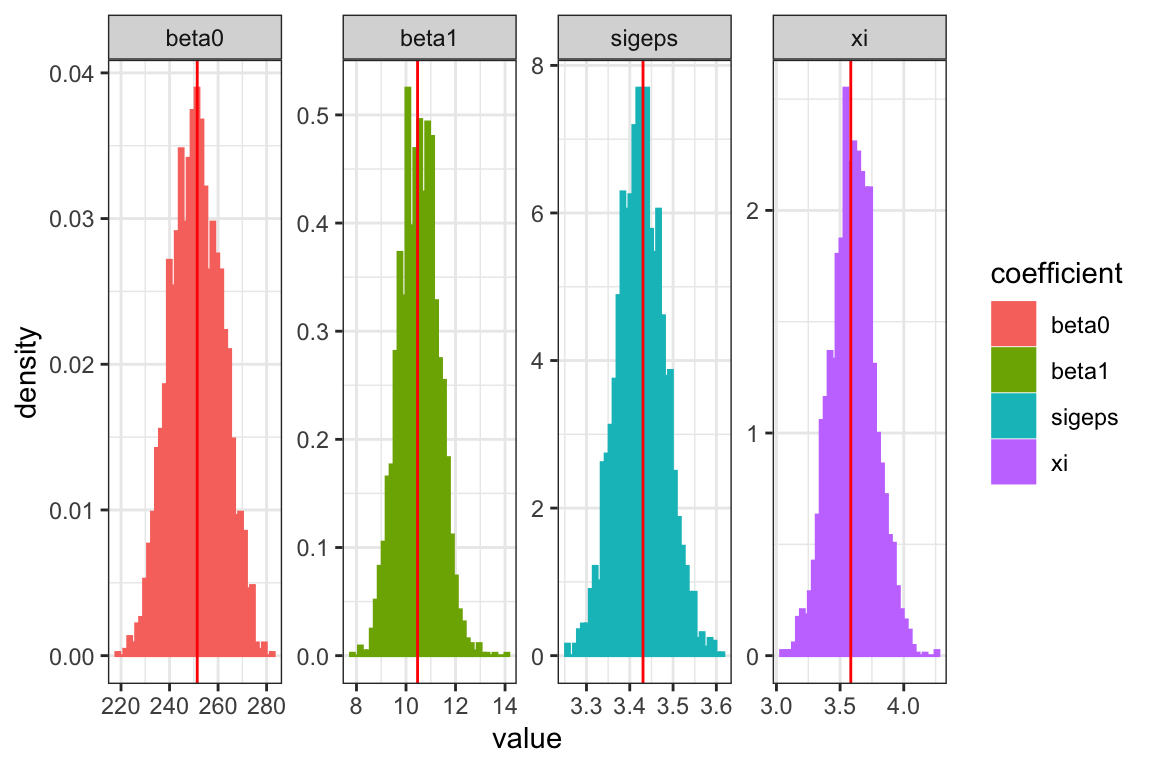 beta0
beta1
sigeps
xi
density
0.04
0.03
0.02
0.01
0.00
220 240 260 280
0.5
0.4
0.3
0.2
0.1
0.0
8 10 12 14
8
6
4
2
0
3.3 3.4 3.5 3.6
2
1
0
3.0 3.5 4.0
value
coefficient
beta0
beta1
sigeps
xi